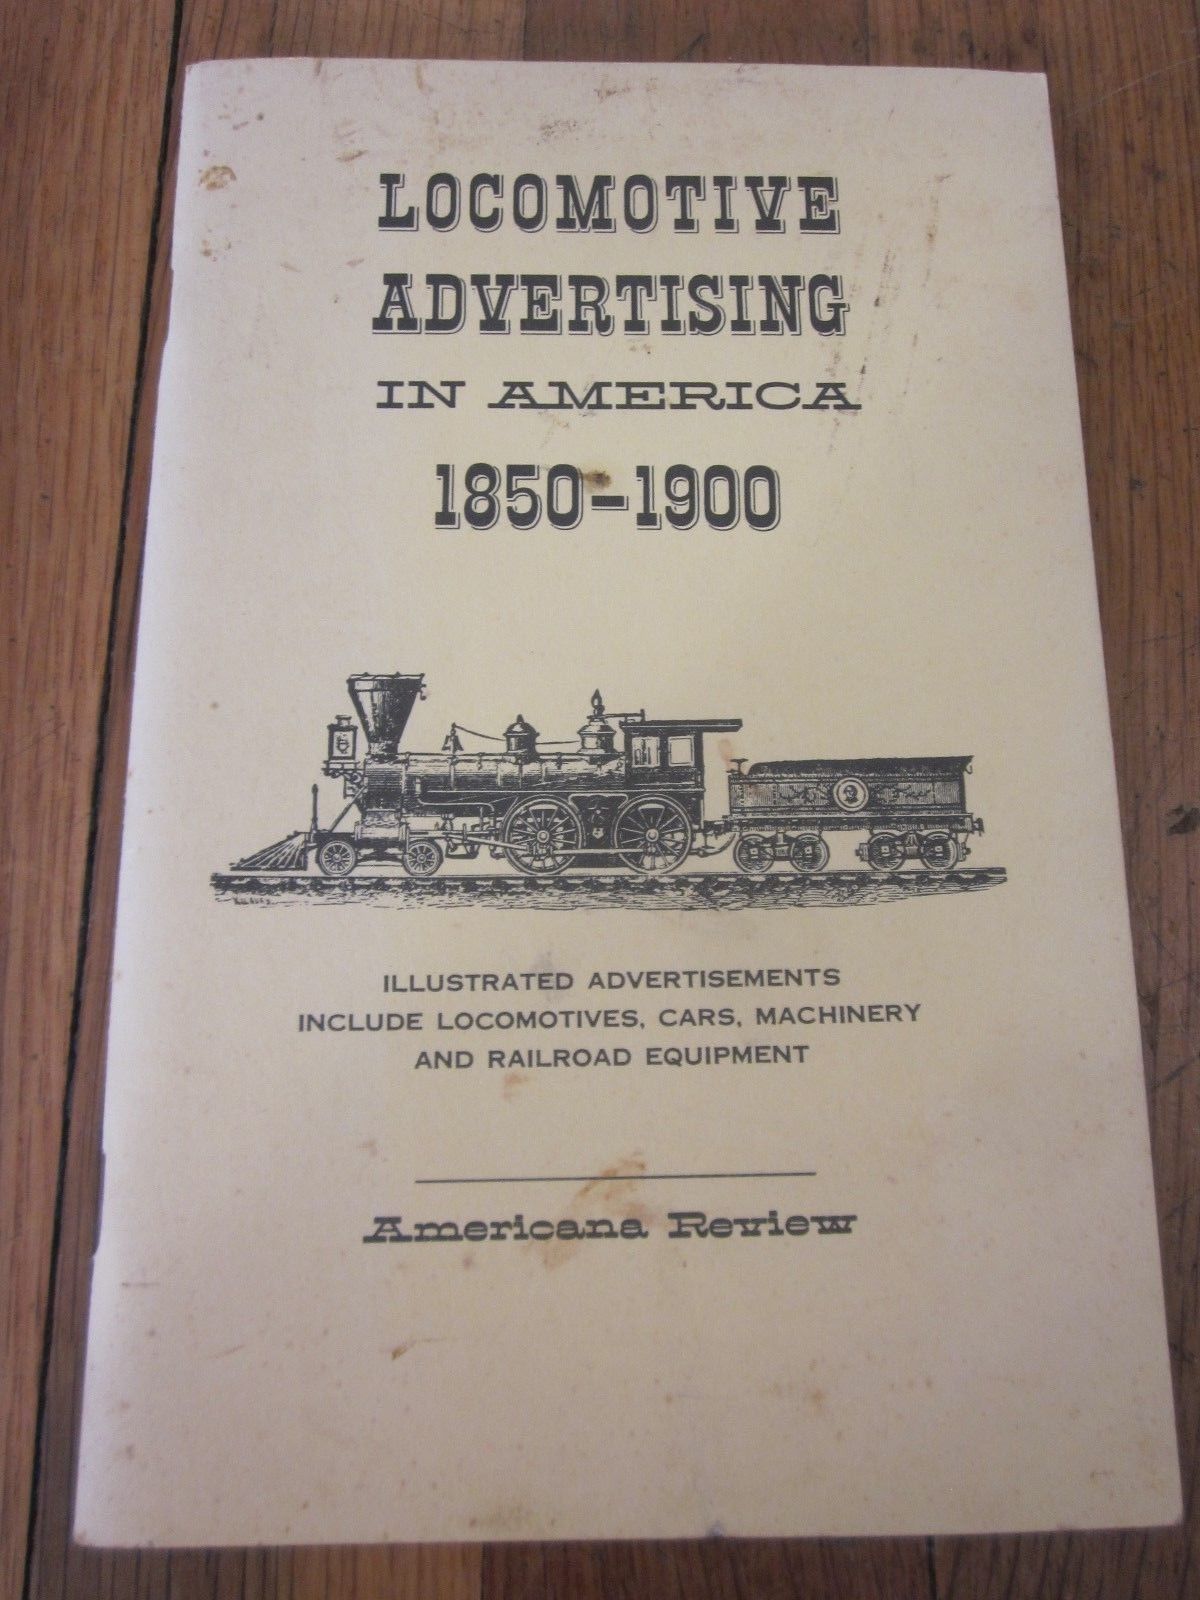 LOCOMOTIVE
ADVERTISING
IN AMERICA
1850-1900
ILLUSTRATED ADVERTISEMENTS
INCLUDE LOCOMOTIVES, CARS, MACHINERY
AND RAILROAD EQUIPMENT
Americana Review